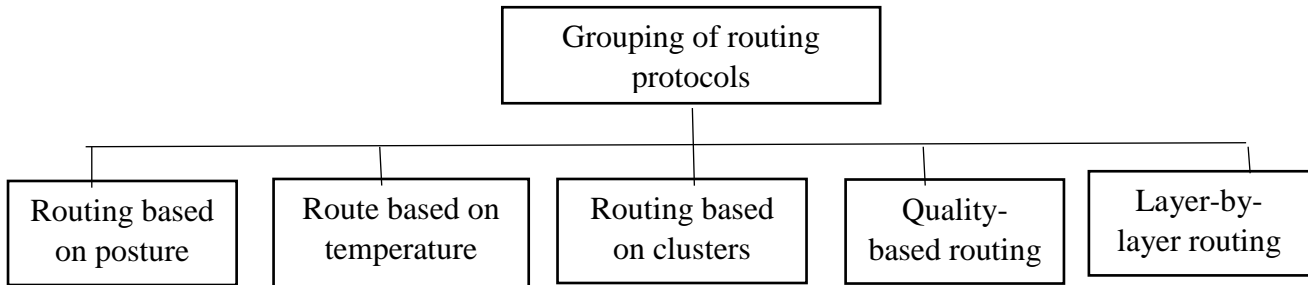 Grouping of routing
protocols
Routing based
on posture
Route based on
temperature
Routing based
on clusters
Quality-
based routing
Layer-by-
layer routing